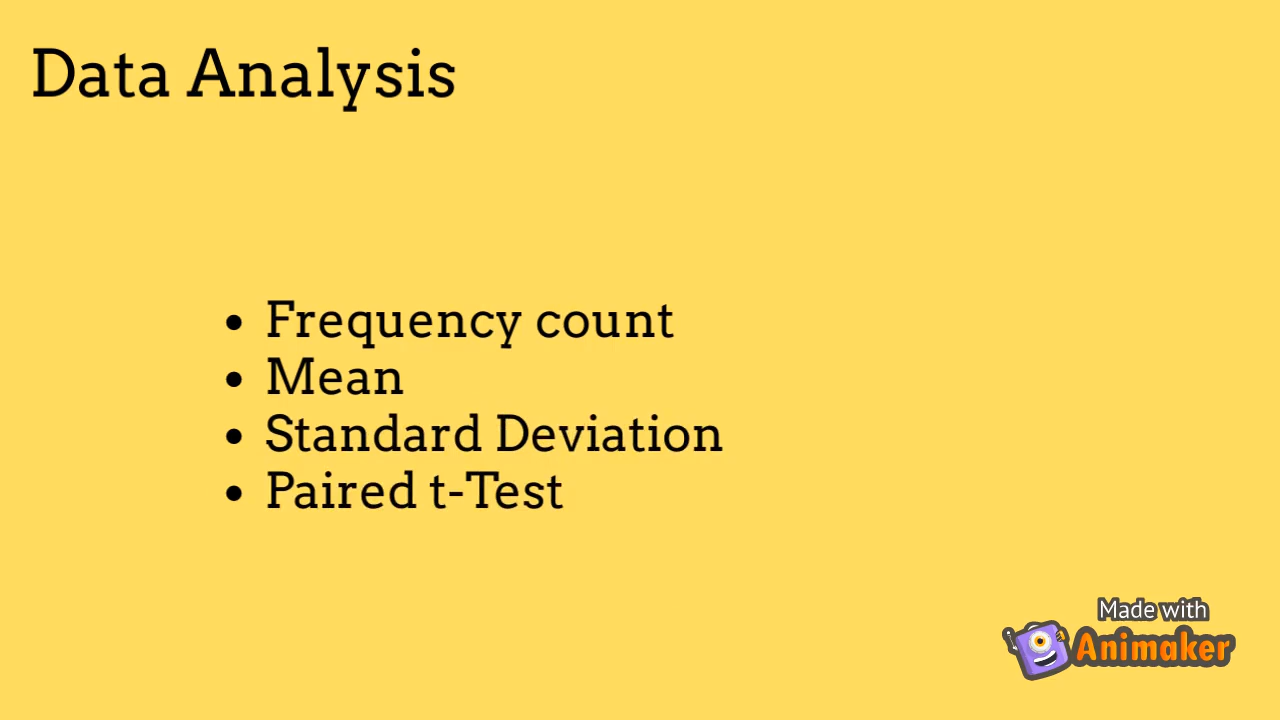 Data Analysis
• Frequency count
• Mean
• Standard Deviation
• Paired t-Test
Made with
Animaker